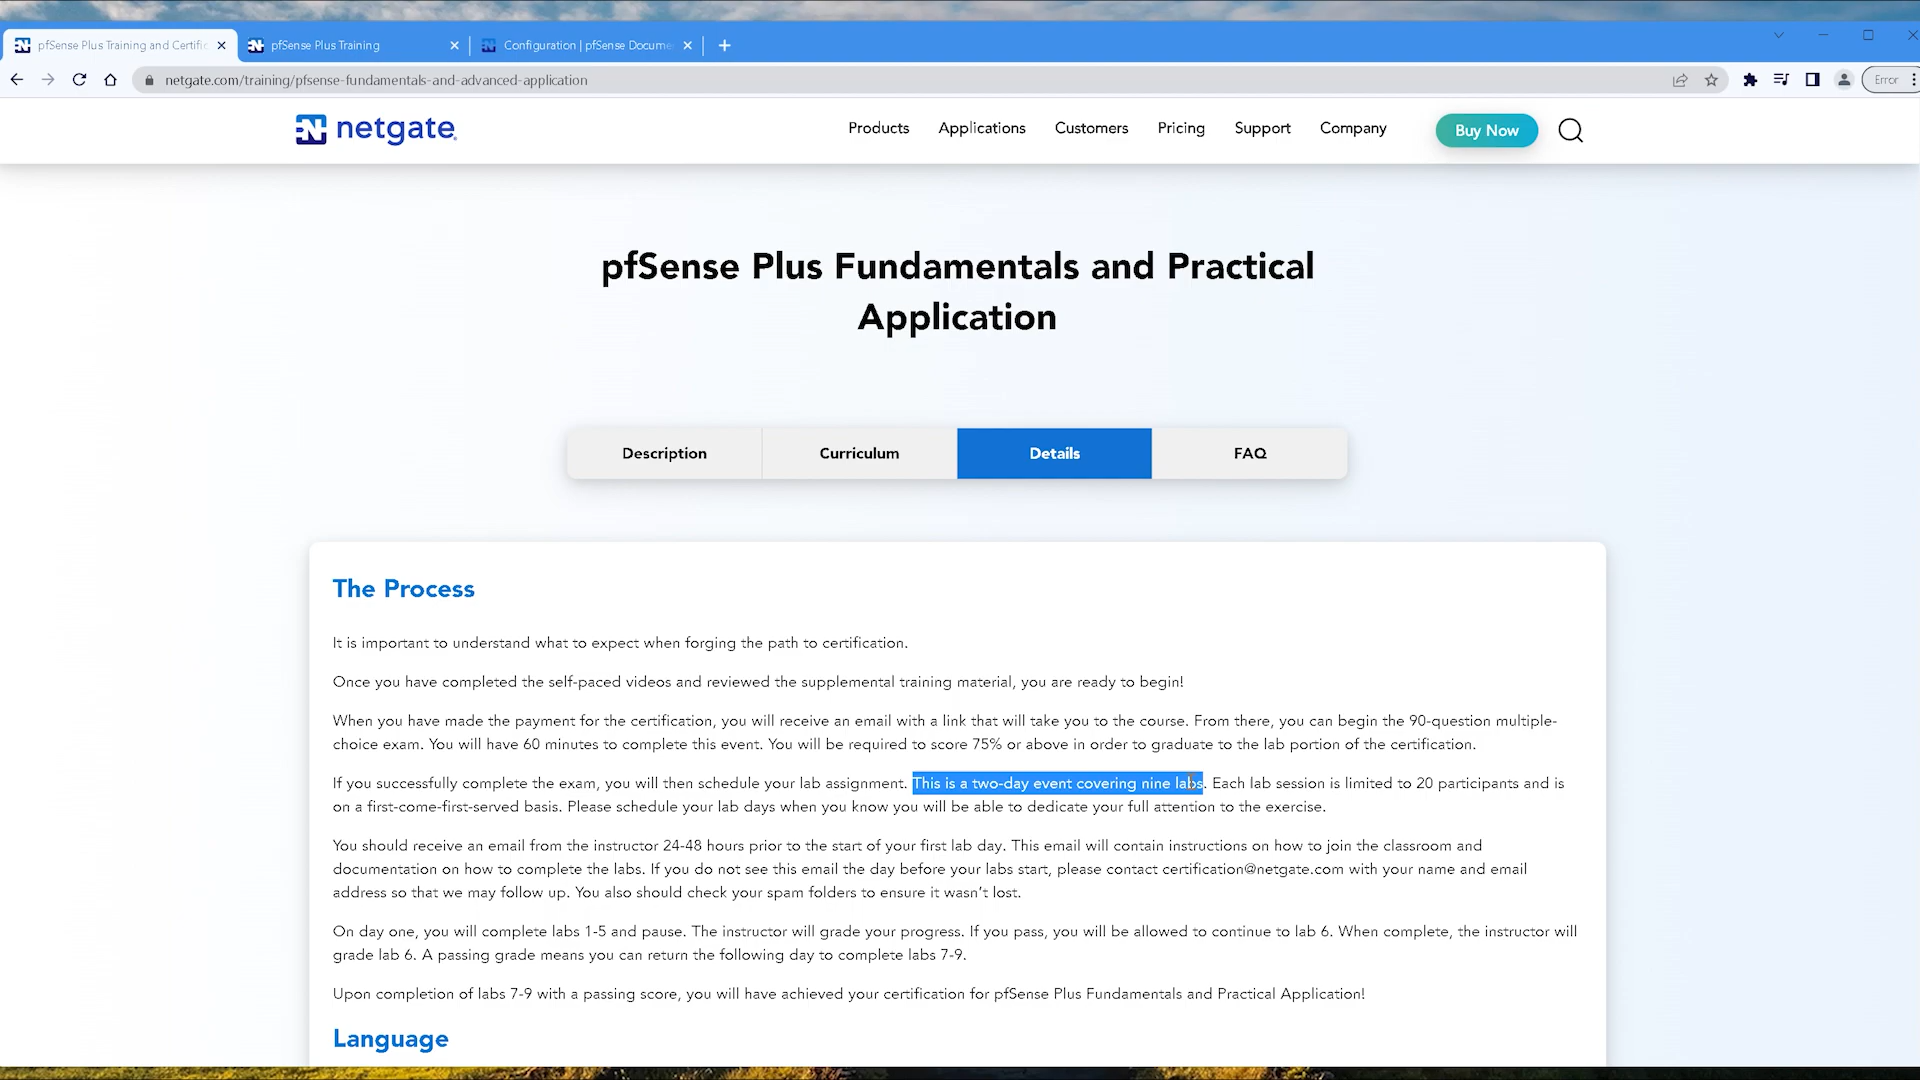 pfSense Plus Training and Certific
pfSense Plus Training
Configuration | pfSense Docume
netgate.com/training/pfsense-fundamentals-and-advanced-application
Error
netgate
Products
Applications
Customers
Pricing
Support
Company
Buy Now
pfSense Plus Fundamentals and Practical
Application
Description
Curriculum
Details
FAQ
The Process
It is important to understand what to expect when forging the path to certification.
Once you have completed the self-paced videos and reviewed the supplemental training material, you are ready to begin!
When you have made the payment for the certification, you will receive an email with a link that will take you to the course. From there, you can begin the 90-question multiple-
choice exam. You will have 60 minutes to complete this event. You will be required to score 75% or above in order to graduate to the lab portion of the certification.
If you successfully complete the exam, you will then schedule your lab assignment. This is a two-day event covering nine labs. Each lab session is limited to 20 participants and is
on a first-come-first-served basis. Please schedule your lab days when you know you will be able to dedicate your full attention to the exercise.
You should receive an email from the instructor 24-48 hours prior to the start of your first lab day. This email will contain instructions on how to join the classroom and
documentation on how to complete the labs. If you do not see this email the day before your labs start, please contact certification@netgate.com with your name and email
address so that we may follow up. You also should check your spam folders to ensure it wasn't lost.
On day one, you will complete labs 1-5 and pause. The instructor will grade your progress. If you pass, you will be allowed to continue to lab 6. When complete, the instructor will
grade lab 6. A passing grade means you can return the following day to complete labs 7-9.
Upon completion of labs 7-9 with a passing score, you will have achieved your certification for pfSense Plus Fundamentals and Practical Application!
Language